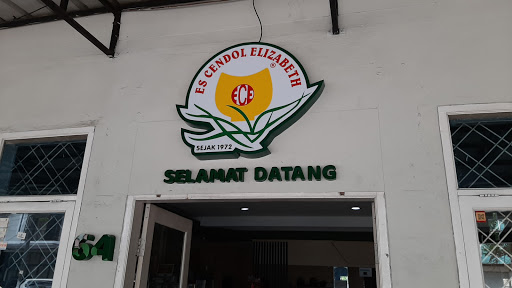 ES CENDOL ELIZABETH
®
ECE
SEJAK 1972
SELAMAT DATANG
64